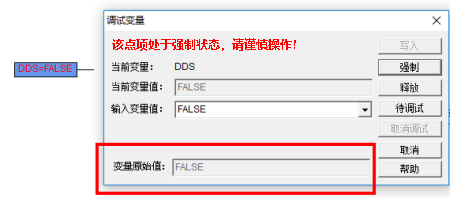 调试变量
该点项处于强制状态，请谨慎操作！
写入
DDS=FALSE
当前变量： DDS
强制
当前变量值： FALSE
释放
输入变量值： FALSE
待调试
取消调试
取消
变量原始值： FALSE
帮助